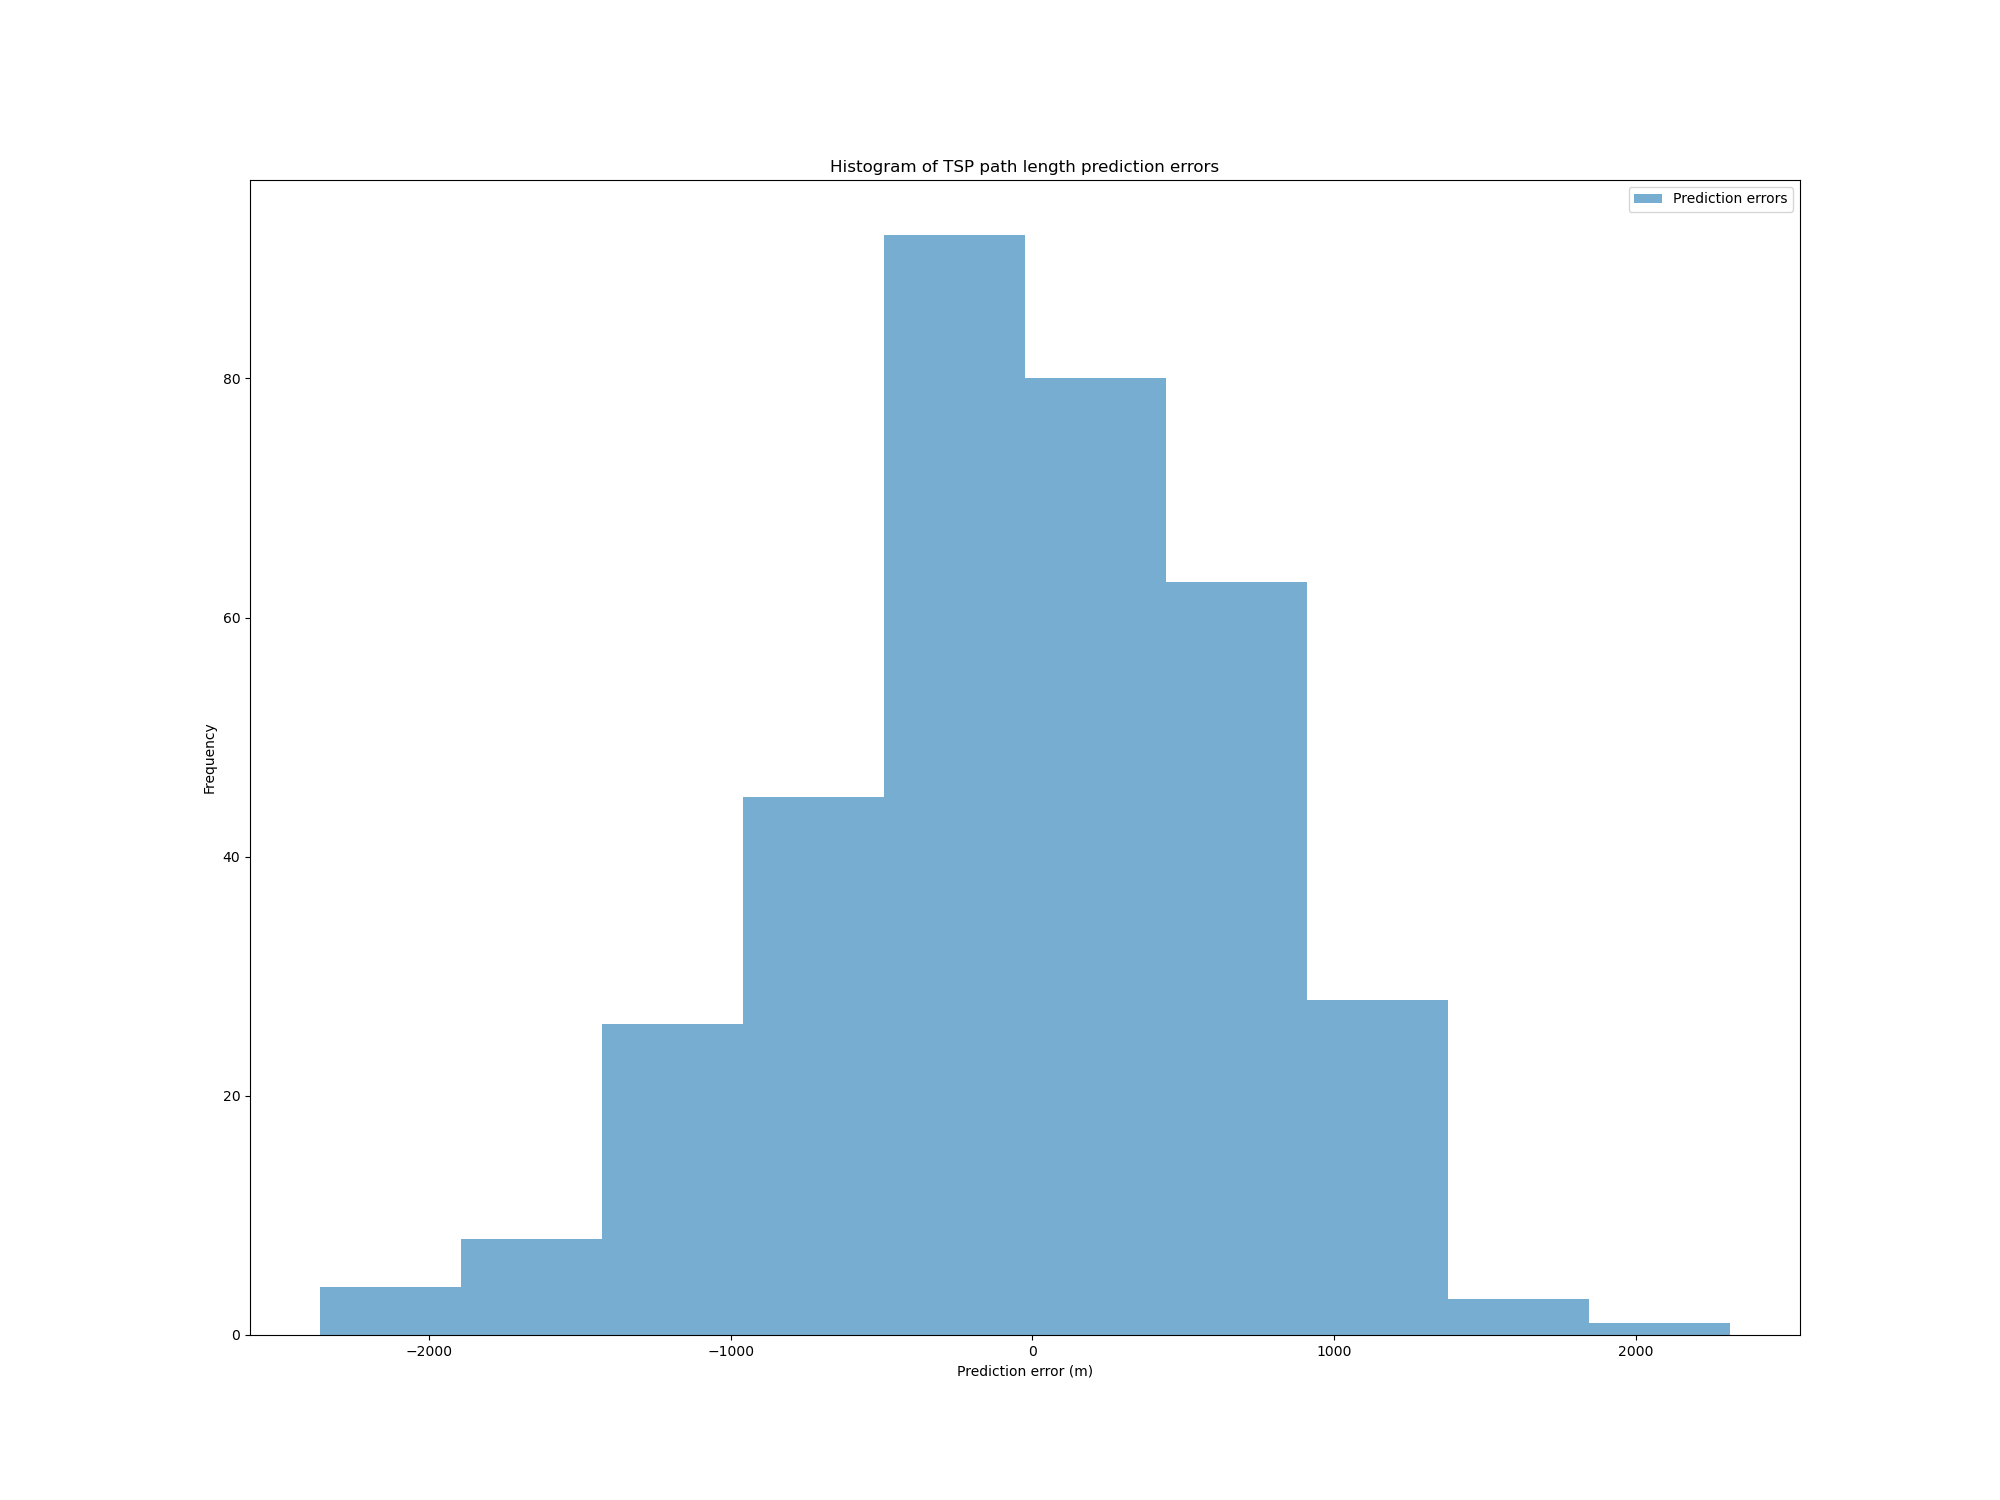 Histogram of TSP path length prediction errors
Prediction errors
80
60
40
20
0
Frequency
−2000
−1000
0
1000
2000
Prediction error (m)